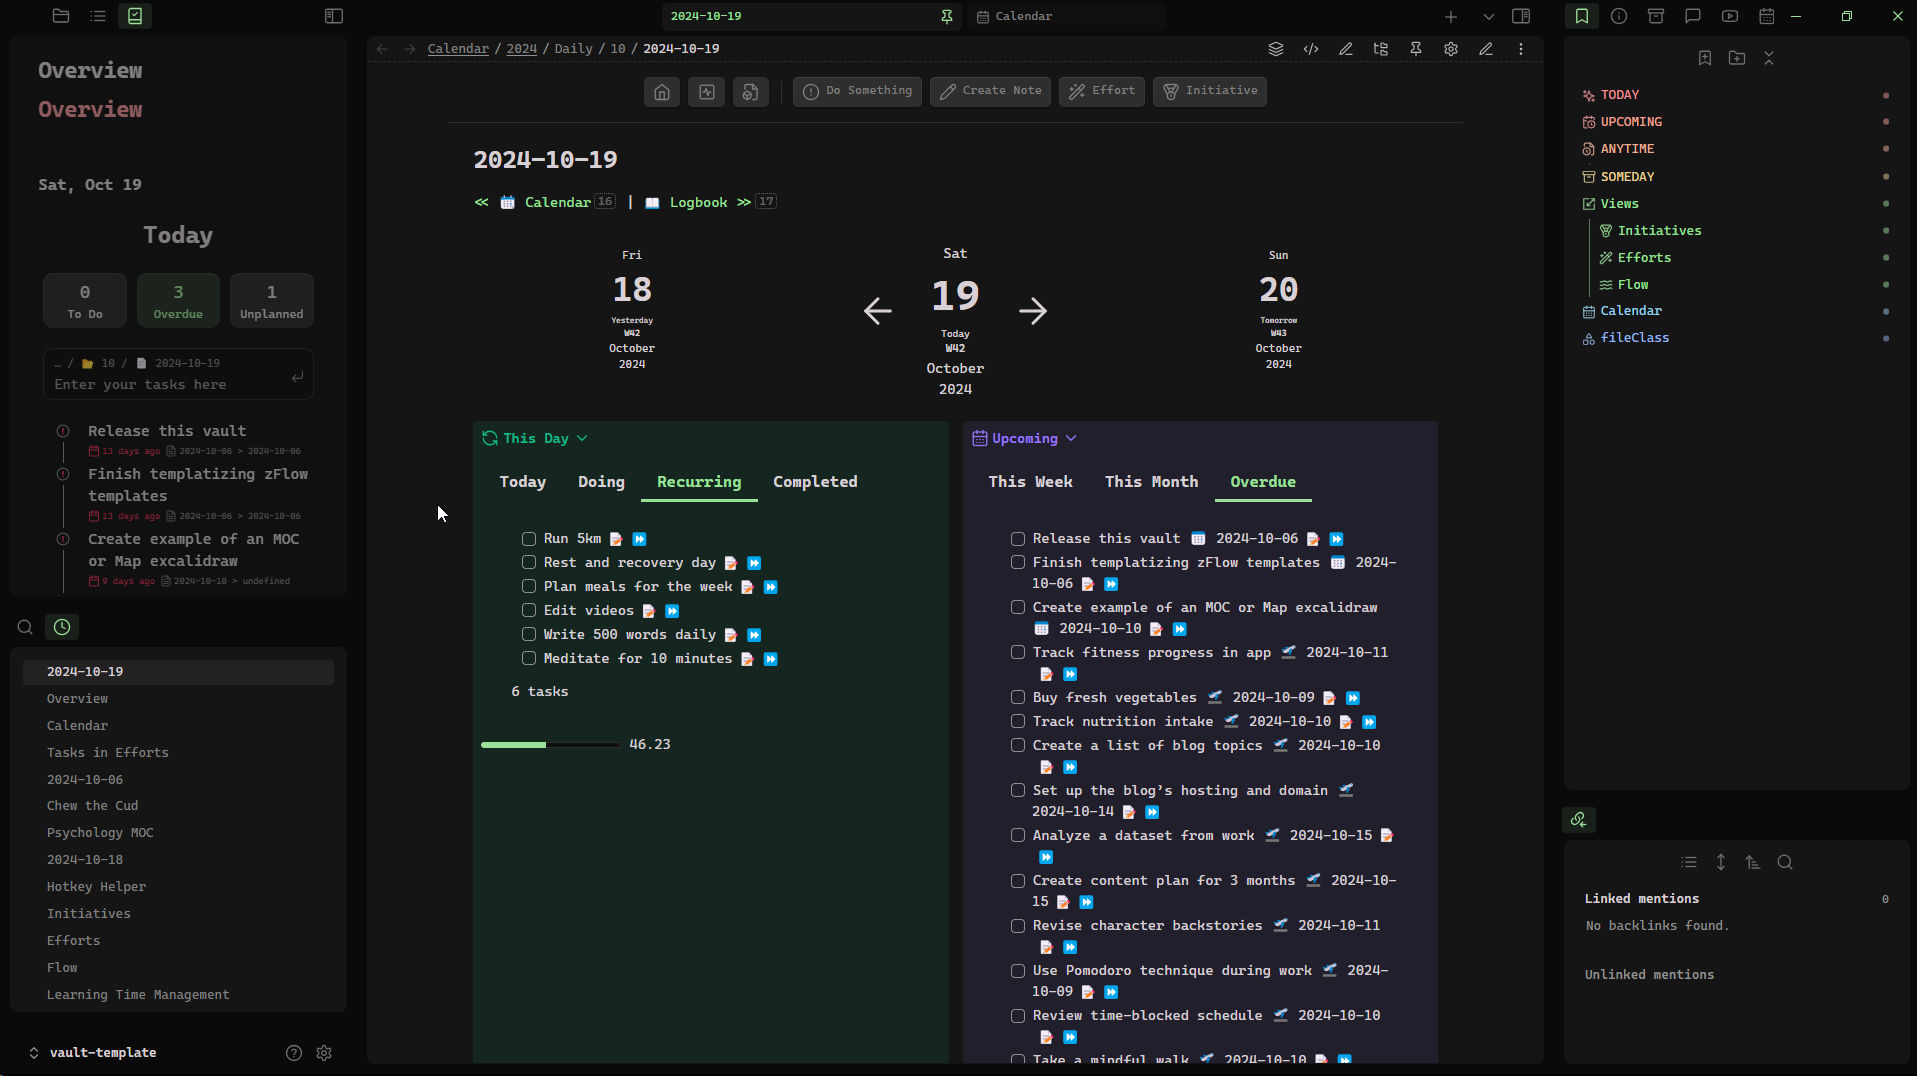 2024-10-19
Calendar
Calendar / 2024 / Daily / 10 / 2024-10-19
Do Something
Create Note
Effort
Initiative
Overview
Overview
Sat, Oct 19
Today
0
To Do
3
Overdue
1
Unplanned
… / 10 / 2024-10-19
Enter your tasks here
Release this vault
13 days ago 2024-10-06 > 2024-10-06
Finish templatizing zFlow
templates
13 days ago 2024-10-06 > 2024-10-06
Create example of an MOC
or Map excalidraw
9 days ago 2024-10-10 > undefined
2024-10-19
Overview
Calendar
Tasks in Efforts
2024-10-06
Chew the Cud
Psychology MOC
2024-10-18
Hotkey Helper
Initiatives
Efforts
Flow
Learning Time Management
vault-template
2024-10-19
<< Calendar 16 | Logbook >> 17
Fri
18
Yesterday
W42
October
2024
Sat
19
Today
W42
October
2024
Sun
20
Tomorrow
W43
October
2024
This Day
Today Doing Recurring Completed
Run 5km
Rest and recovery day
Plan meals for the week
Edit videos
Write 500 words daily
Meditate for 10 minutes
6 tasks
46.23
Upcoming
This Week This Month Overdue
Release this vault 2024-10-06
Finish templatizing zFlow templates 2024-
10-06
Create example of an MOC or Map excalidraw
2024-10-10
Track fitness progress in app 2024-10-11
Buy fresh vegetables 2024-10-09
Track nutrition intake 2024-10-10
Create a list of blog topics 2024-10-10
Set up the blog's hosting and domain
2024-10-14
Analyze a dataset from work 2024-10-15
Create content plan for 3 months 2024-10-
15
Revise character backstories 2024-10-11
Use Pomodoro technique during work 2024-
10-09
Review time-blocked schedule 2024-10-10
Take a mindful walk 2024-10-10
TODAY
UPCOMING
ANYTIME
SOMEDAY
Views
Initiatives
Efforts
Flow
Calendar
fileClass
Linked mentions 0
No backlinks found.
Unlinked mentions